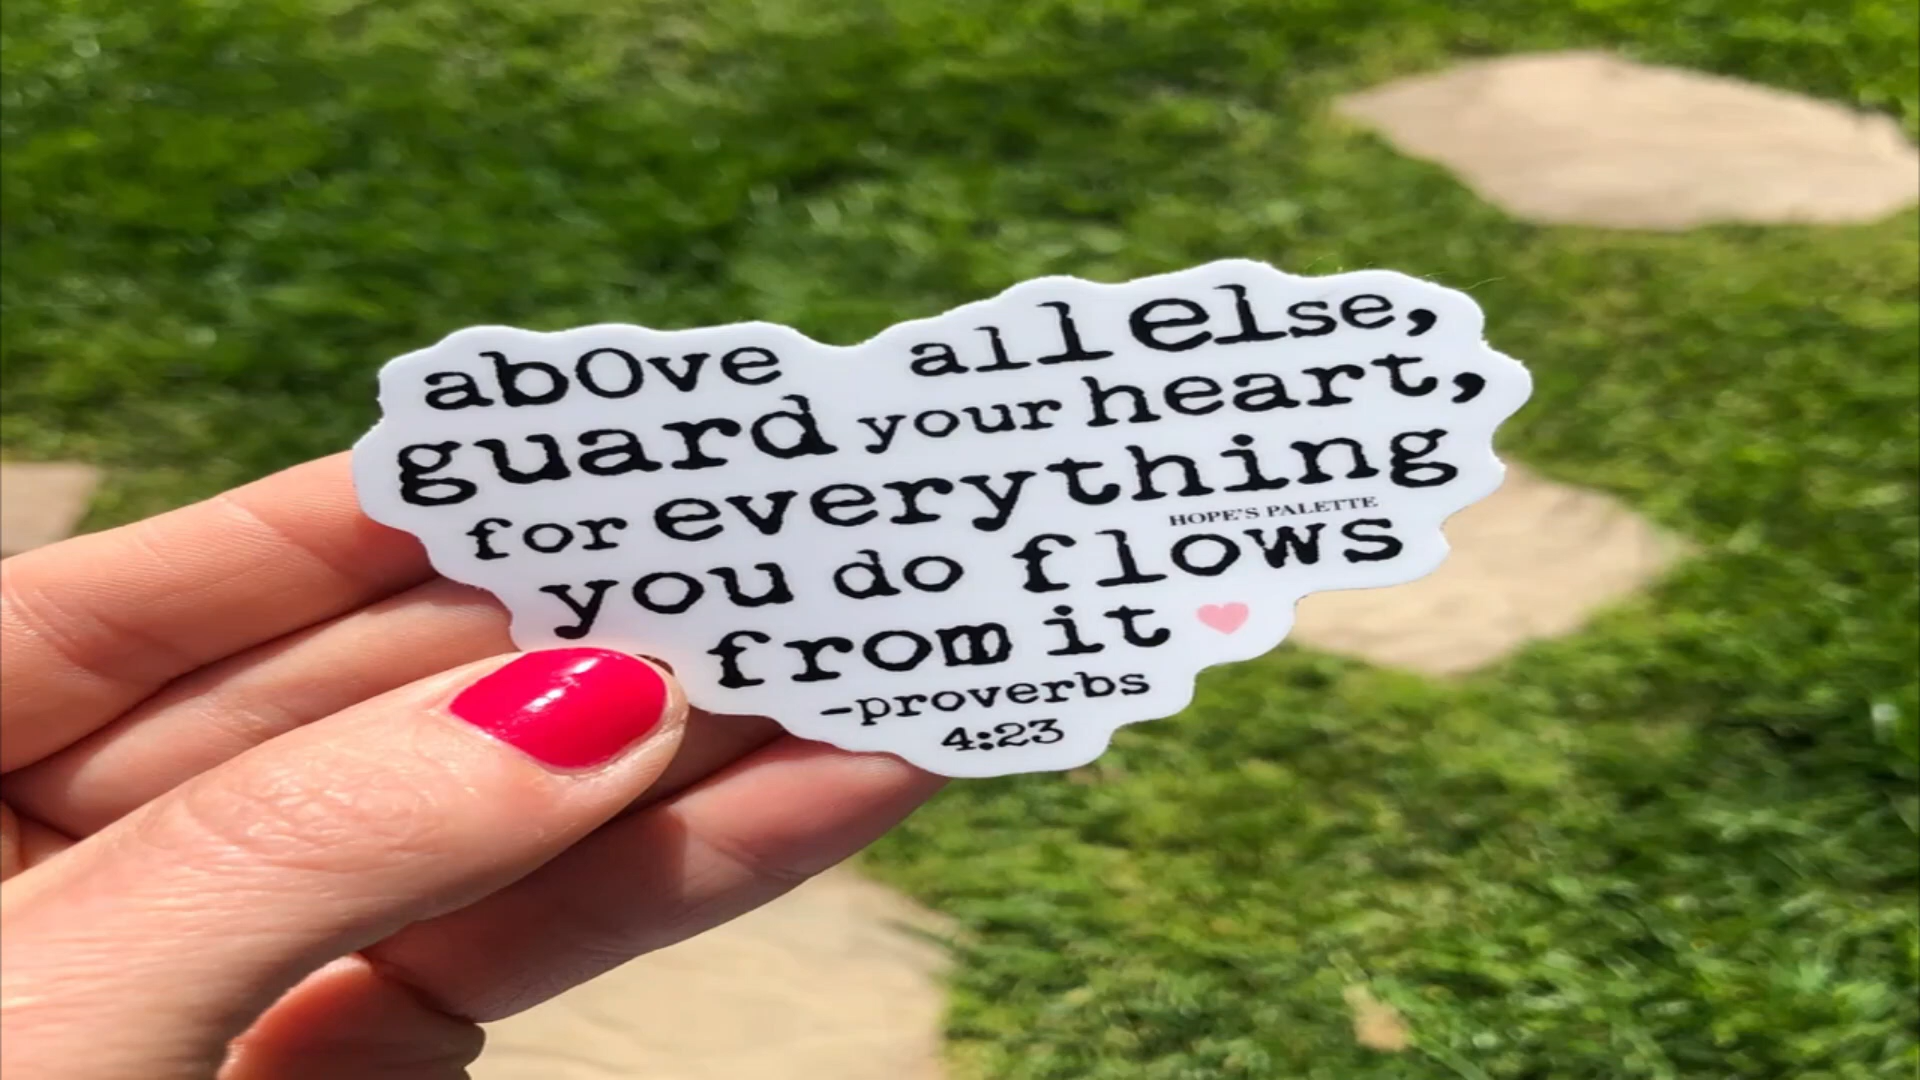 abOve all else,
guard your heart,
for everything
HOPE'S PALETTE
you do flows
from it
-proverbs
4:23